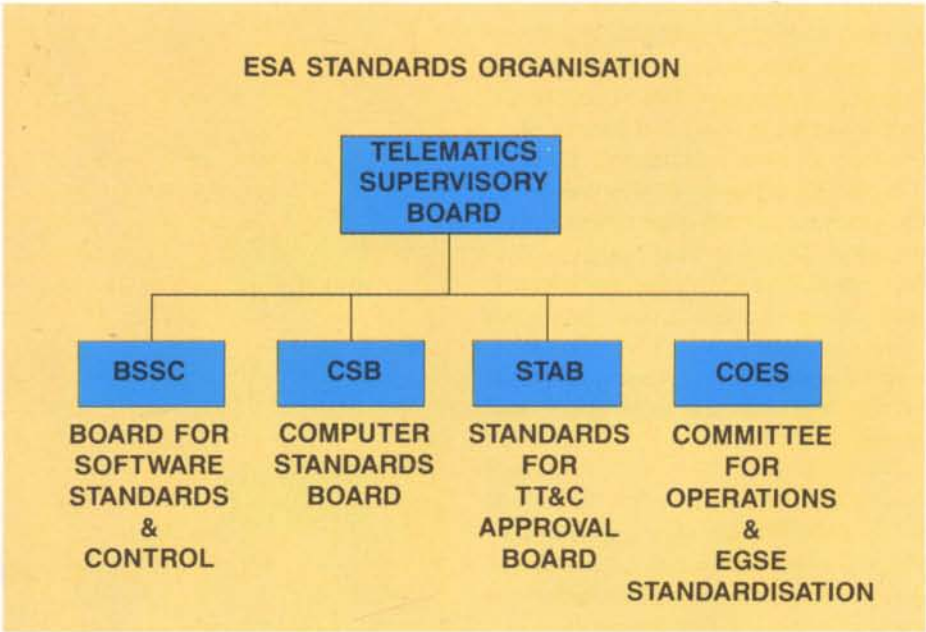 ESA STANDARDS ORGANISATION
TELEMATICS
SUPERVISORY
BOARD
BSSC
CSB
STAB
COES
BOARD FOR
SOFTWARE
STANDARDS
&
CONTROL
COMPUTER
STANDARDS
BOARD
STANDARDS
FOR
TT&C
APPROVAL
BOARD
COMMITTEE
FOR
OPERATIONS
&
EGSE
STANDARDISATION